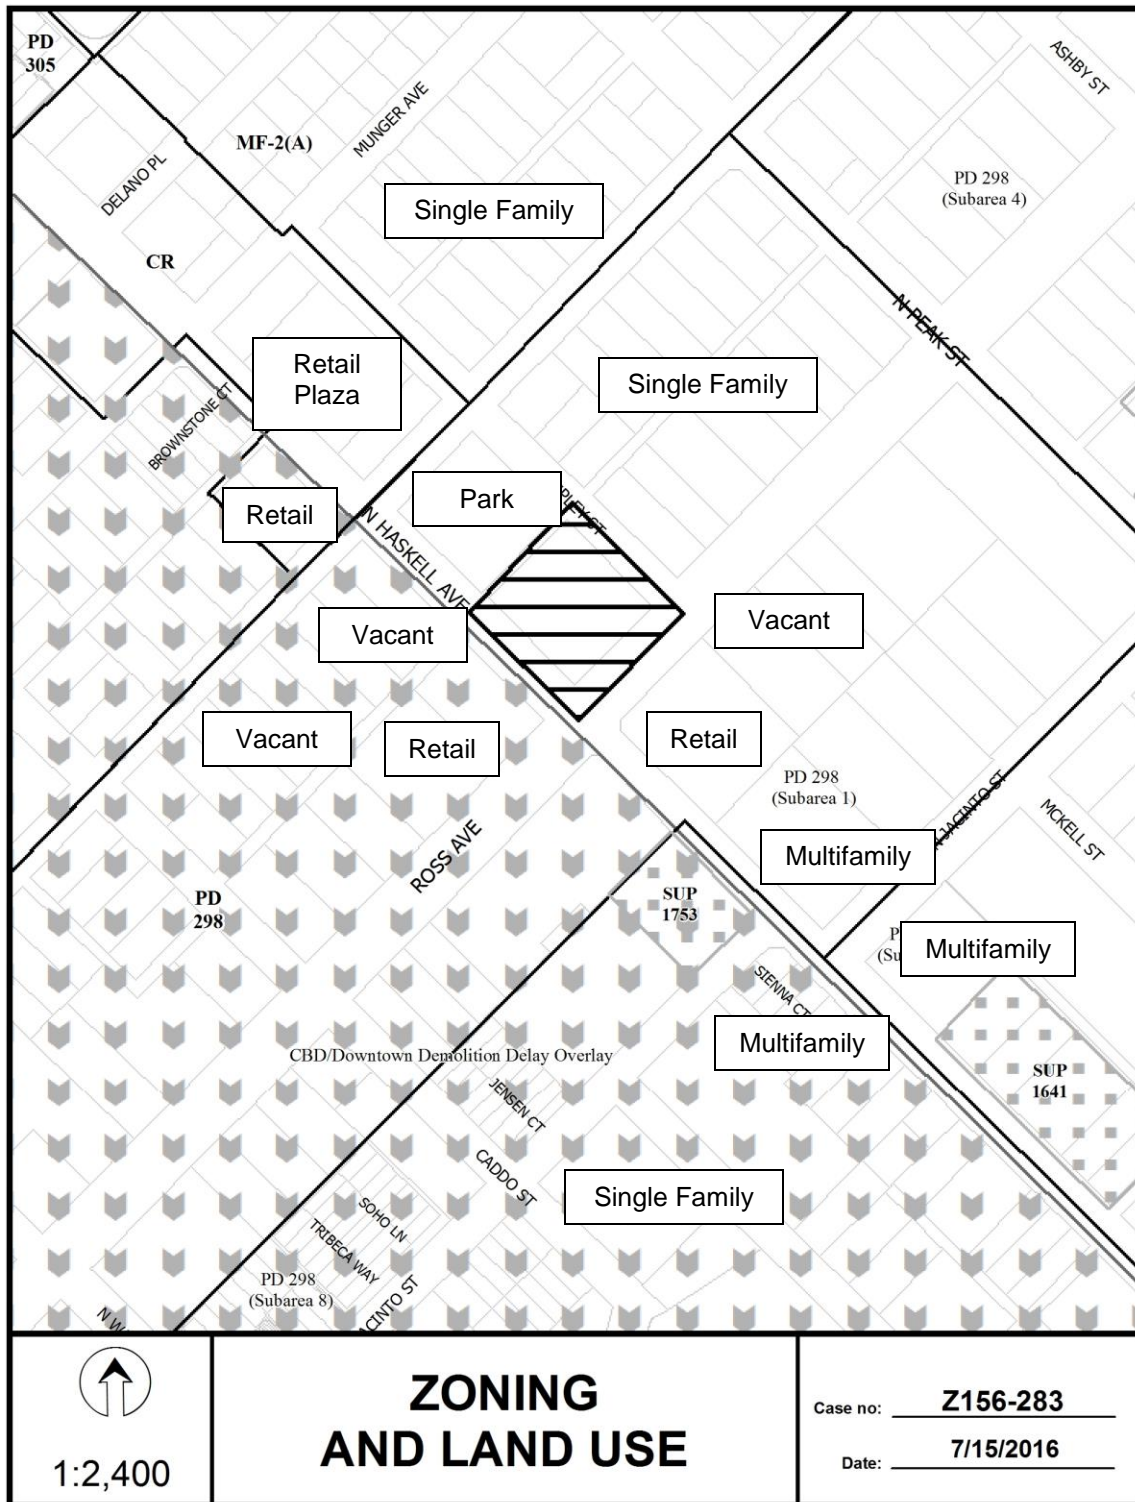 PD
305
ASHBY ST
MUNGER AVE
MF-2(A)
DELANO PL
PD 298
(Subarea 4)
Single Family
CR
N PEAK ST
Retail
Plaza
Single Family
BROWNSTONE CT
Park
Retail
N HASKELL AVE
Vacant
Vacant
Vacant
Retail
Retail
PD 298
(Subarea 1)
JACINTO ST
MCKELL ST
ROSS AVE
Multifamily
PD
298
SUP
1753
Multifamily
SIENNA CT
Multifamily
CBD/Downtown Demolition Delay Overlay
SUP
1641
JENSEN CT
CADDO ST
Single Family
SOHO LN
TRIBECA WAY
PD 298
(Subarea 8)
ACINTO ST
1:2,400
ZONING
AND LAND USE
Case no: Z156-283
Date: 7/15/2016